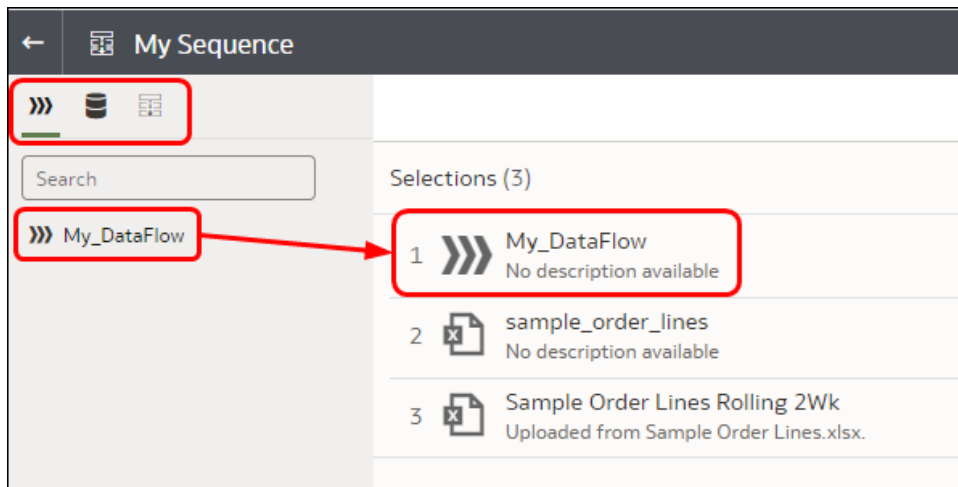 My Sequence
Search
My_DataFlow
Selections (3)
1 My_DataFlow
No description available
2 sample_order_lines
No description available
3 Sample Order Lines Rolling 2Wk
Uploaded from Sample Order Lines.xlsx.